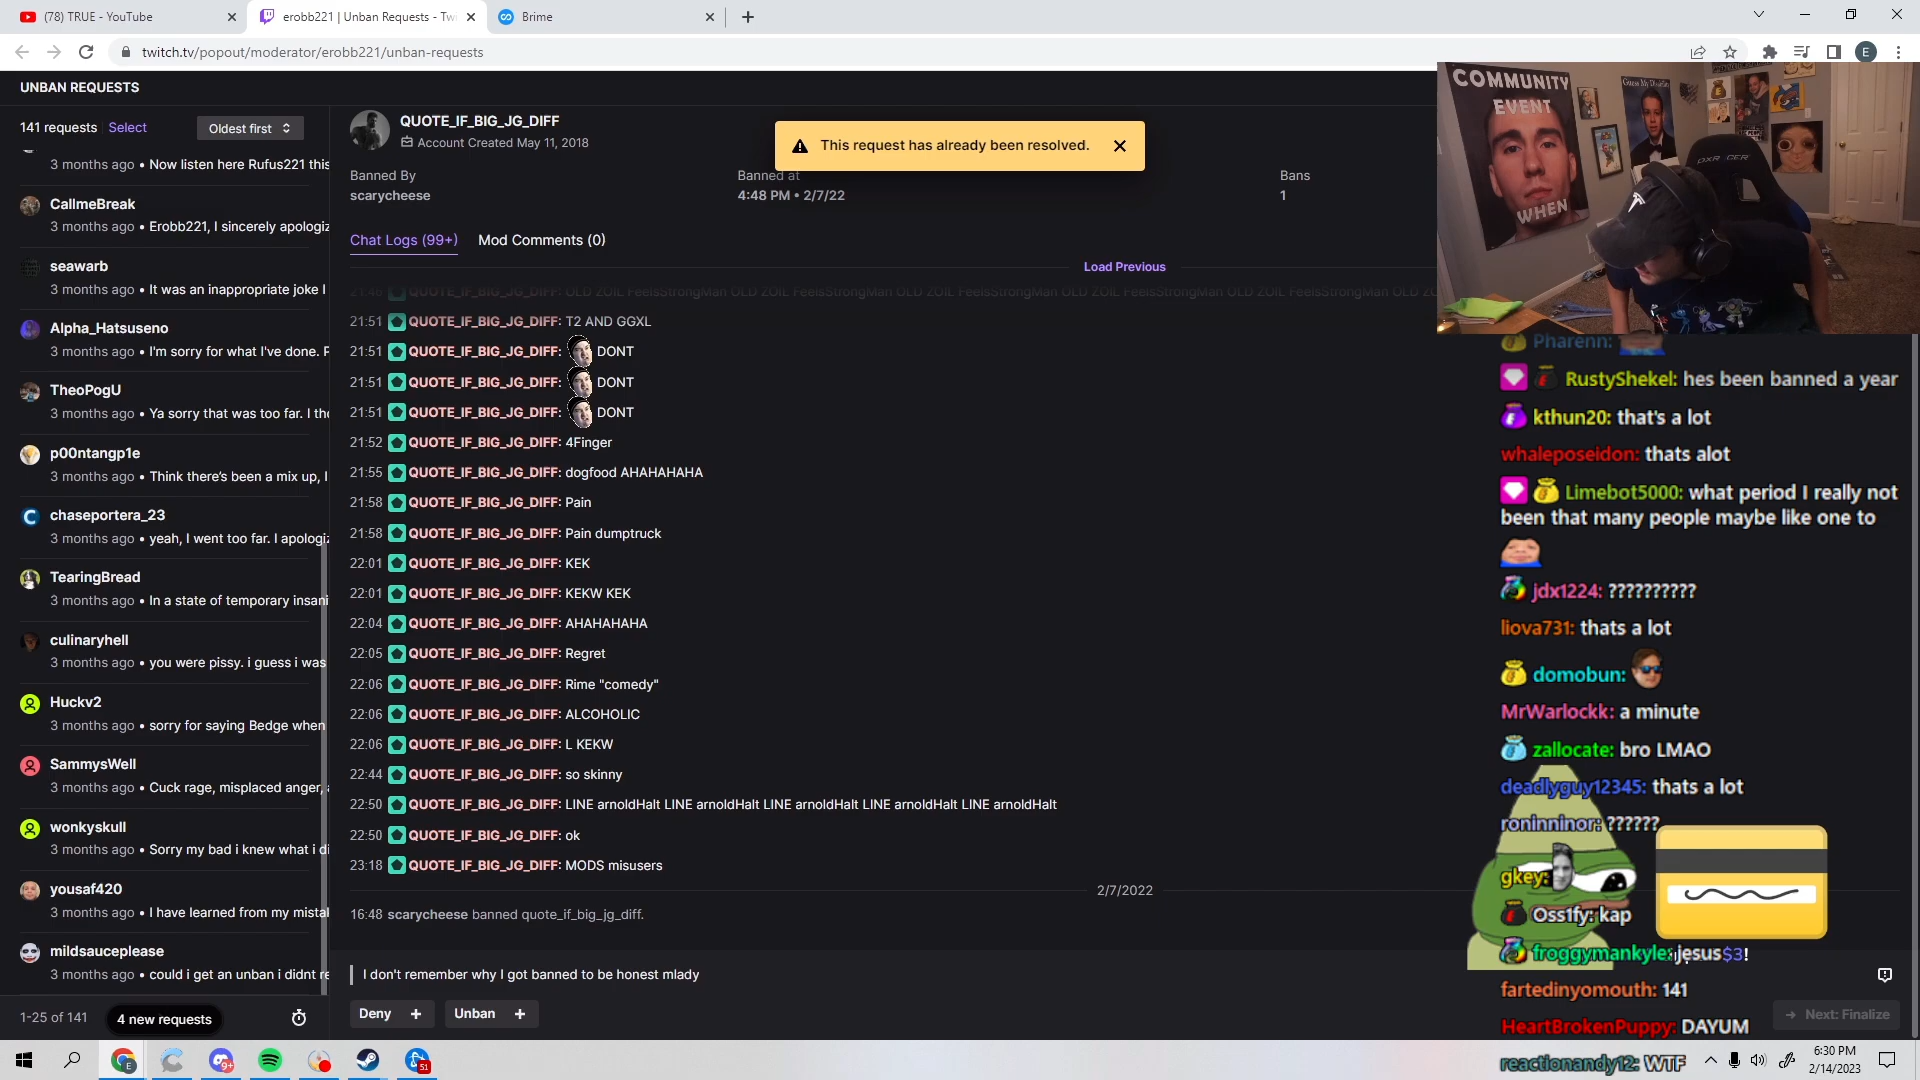 (78) TRUE - YouTube
erobb221 | Unban Requests - Tw
Brime
twitch.tv/popout/moderator/erobb221/unban-requests
E
UNBAN REQUESTS
141 requests Select Oldest first
3 months ago • Now listen here Rufus221 this
CallmeBreak
3 months ago • Erobb221, I sincerely apologiz
seawarb
3 months ago • It was an inappropriate joke I
Alpha_Hatsuseno
3 months ago • I'm sorry for what I've done. P
TheoPogU
3 months ago • Ya sorry that was too far. I tho
p00ntangp1e
3 months ago • Think there's been a mix up, I
chaseportera_23
3 months ago • yeah, I went too far. I apologiz
TearingBread
3 months ago • In a state of temporary insani
culinaryhell
3 months ago • you were pissy. i guess i was
Huckv2
3 months ago • sorry for saying Bedge when
SammysWell
3 months ago • Cuck rage, misplaced anger,
wonkyskull
3 months ago • Sorry my bad i knew what i di
yousaf420
3 months ago • I have learned from my mistal
mildsauceplease
3 months ago • could i get an unban i didnt re
1-25 of 141 4 new requests
QUOTE_IF_BIG_JG_DIFF
Account Created May 11, 2018
This request has already been resolved.
Banned By
scarycheese
Banned at
4:48 PM • 2/7/22
Bans
1
Chat Logs (99+) Mod Comments (0)
Load Previous
21:46 QUOTE_IF_BIG_JG_DIFF: OLD ZOIL FeelsStrongMan OLD ZOIL FeelsStrongMan OLD ZOIL FeelsStrongMan OLD ZOIL FeelsStrongMan OLD ZO
21:51 QUOTE_IF_BIG_JG_DIFF: T2 AND GGXL
21:51 QUOTE_IF_BIG_JG_DIFF: DONT
21:51 QUOTE_IF_BIG_JG_DIFF: DONT
21:51 QUOTE_IF_BIG_JG_DIFF: DONT
21:52 QUOTE_IF_BIG_JG_DIFF: 4Finger
21:55 QUOTE_IF_BIG_JG_DIFF: dogfood AHAHAHAHA
21:58 QUOTE_IF_BIG_JG_DIFF: Pain
21:58 QUOTE_IF_BIG_JG_DIFF: Pain dumptruck
22:01 QUOTE_IF_BIG_JG_DIFF: KEK
22:01 QUOTE_IF_BIG_JG_DIFF: KEKW KEK
22:04 QUOTE_IF_BIG_JG_DIFF: AHAHAHAHA
22:05 QUOTE_IF_BIG_JG_DIFF: Regret
22:06 QUOTE_IF_BIG_JG_DIFF: Rime "comedy"
22:06 QUOTE_IF_BIG_JG_DIFF: ALCOHOLIC
22:06 QUOTE_IF_BIG_JG_DIFF: L KEKW
22:44 QUOTE_IF_BIG_JG_DIFF: so skinny
22:50 QUOTE_IF_BIG_JG_DIFF: LINE arnoldHalt LINE arnoldHalt LINE arnoldHalt LINE arnoldHalt LINE arnoldHalt
22:50 QUOTE_IF_BIG_JG_DIFF: ok
23:18 QUOTE_IF_BIG_JG_DIFF: MODS misusers
2/7/2022
16:48 scarycheese banned quote_if_big_jg_diff.
I don't remember why I got banned to be honest mlady
Deny Unban
Next: Finalize
COMMUNITY
EVENT
WHEN
DXRACER
Pharenn:
RustyShekel: hes been banned a year
kthun20: that's a lot
whaleposeidon: thats alot
Limebot5000: what period I really not
been that many people maybe like one to
jdx1224: ??????????
liova731: thats a lot
domobun:
MrWarlockk: a minute
zallocate: bro LMAO
deadlyguy12345: thats a lot
roninninor: ??????
gkey:
Oss1fy: kap
froggymankyle: jesus $3!
fartedinyomouth: 141
HeartBrokenPuppy: DAYUM
reactionandy12: WTF
9+
51
6:30 PM
2/14/2023